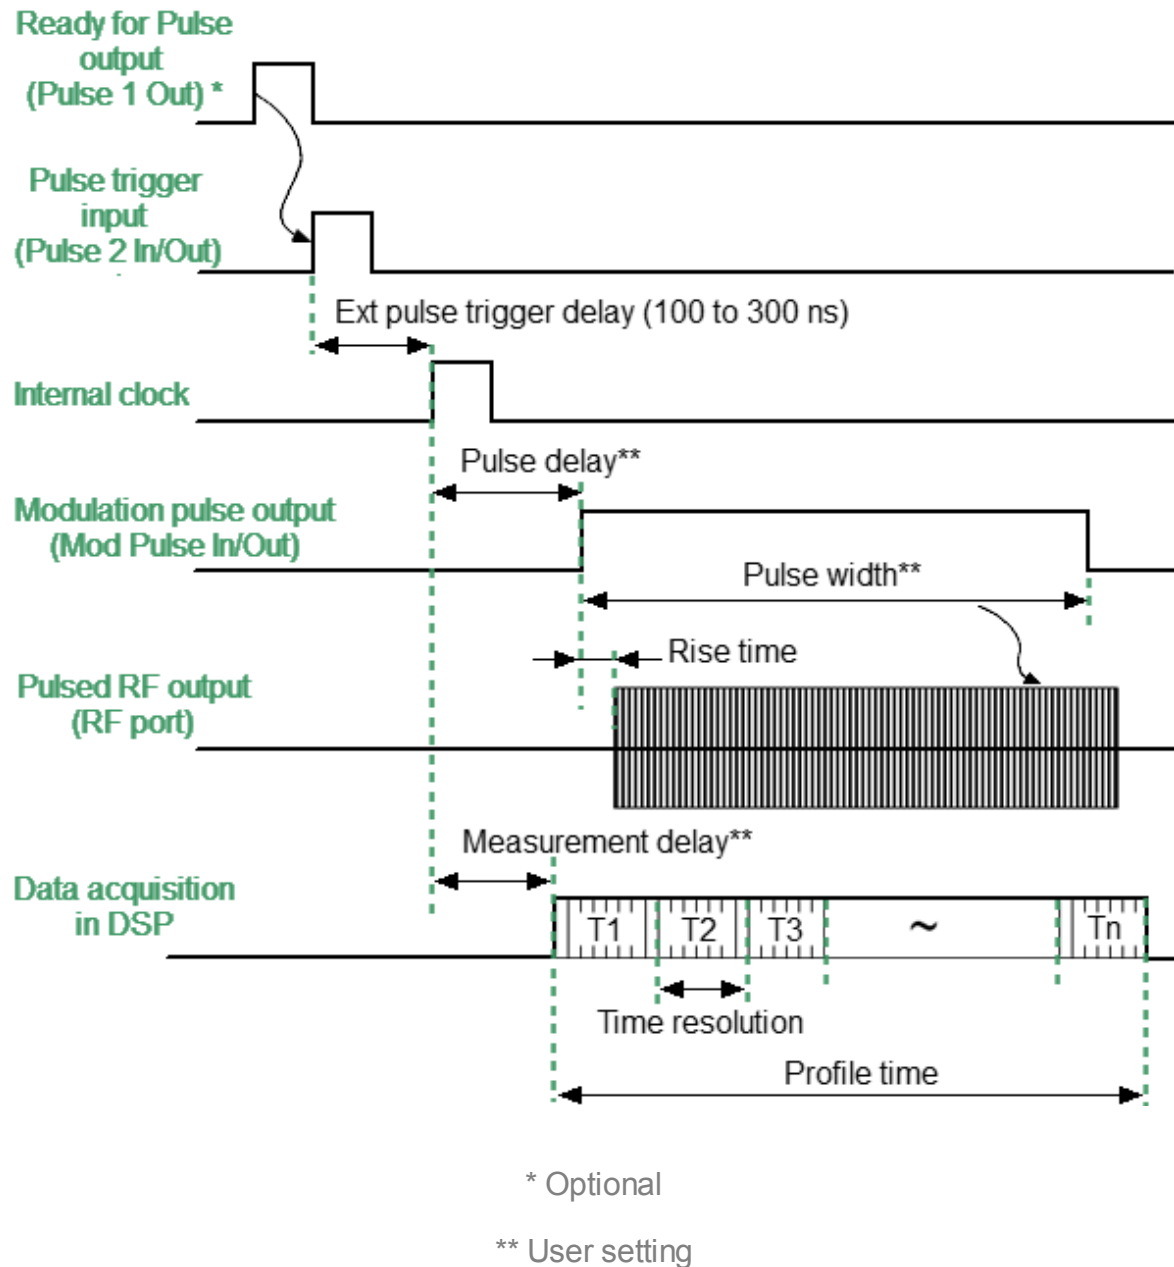 Ready for Pulse
output
(Pulse 1 Out) *
Pulse trigger
input
(Pulse 2 In/Out)
Ext pulse trigger delay (100 to 300 ns)
Internal clock
Pulse delay**
Modulation pulse output
(Mod Pulse In/Out)
Pulse width**
Rise time
Pulsed RF output
(RF port)
Measurement delay**
Data acquisition
in DSP
T1 T2 T3 ~ Tn
Time resolution
Profile time
* Optional
** User setting